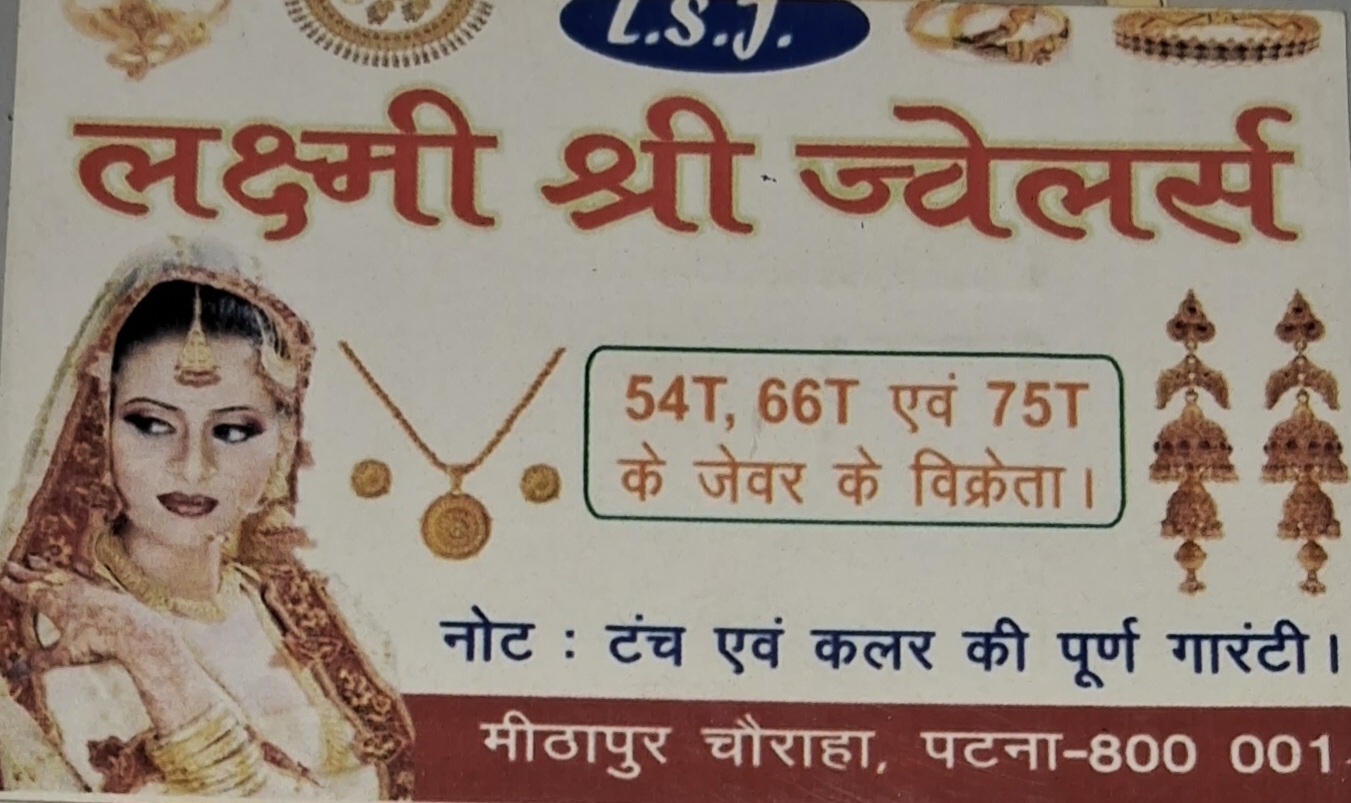 L.S.J.
लक्ष्मी श्री ज्वेलर्स
54T, 66T एवं 75T
के जेवर के विक्रेता।
नोट : टंच एवं कलर की पूर्ण गारंटी।
मीठापुर चौराहा, पटना-800 001